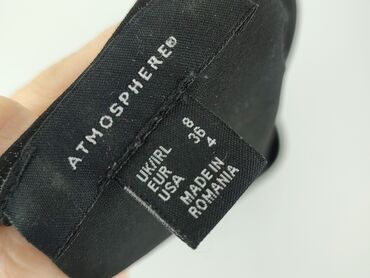 ATMOSPHERE®
UK/IRL 8
EUR 36
USA 4
MADE IN
ROMANIA